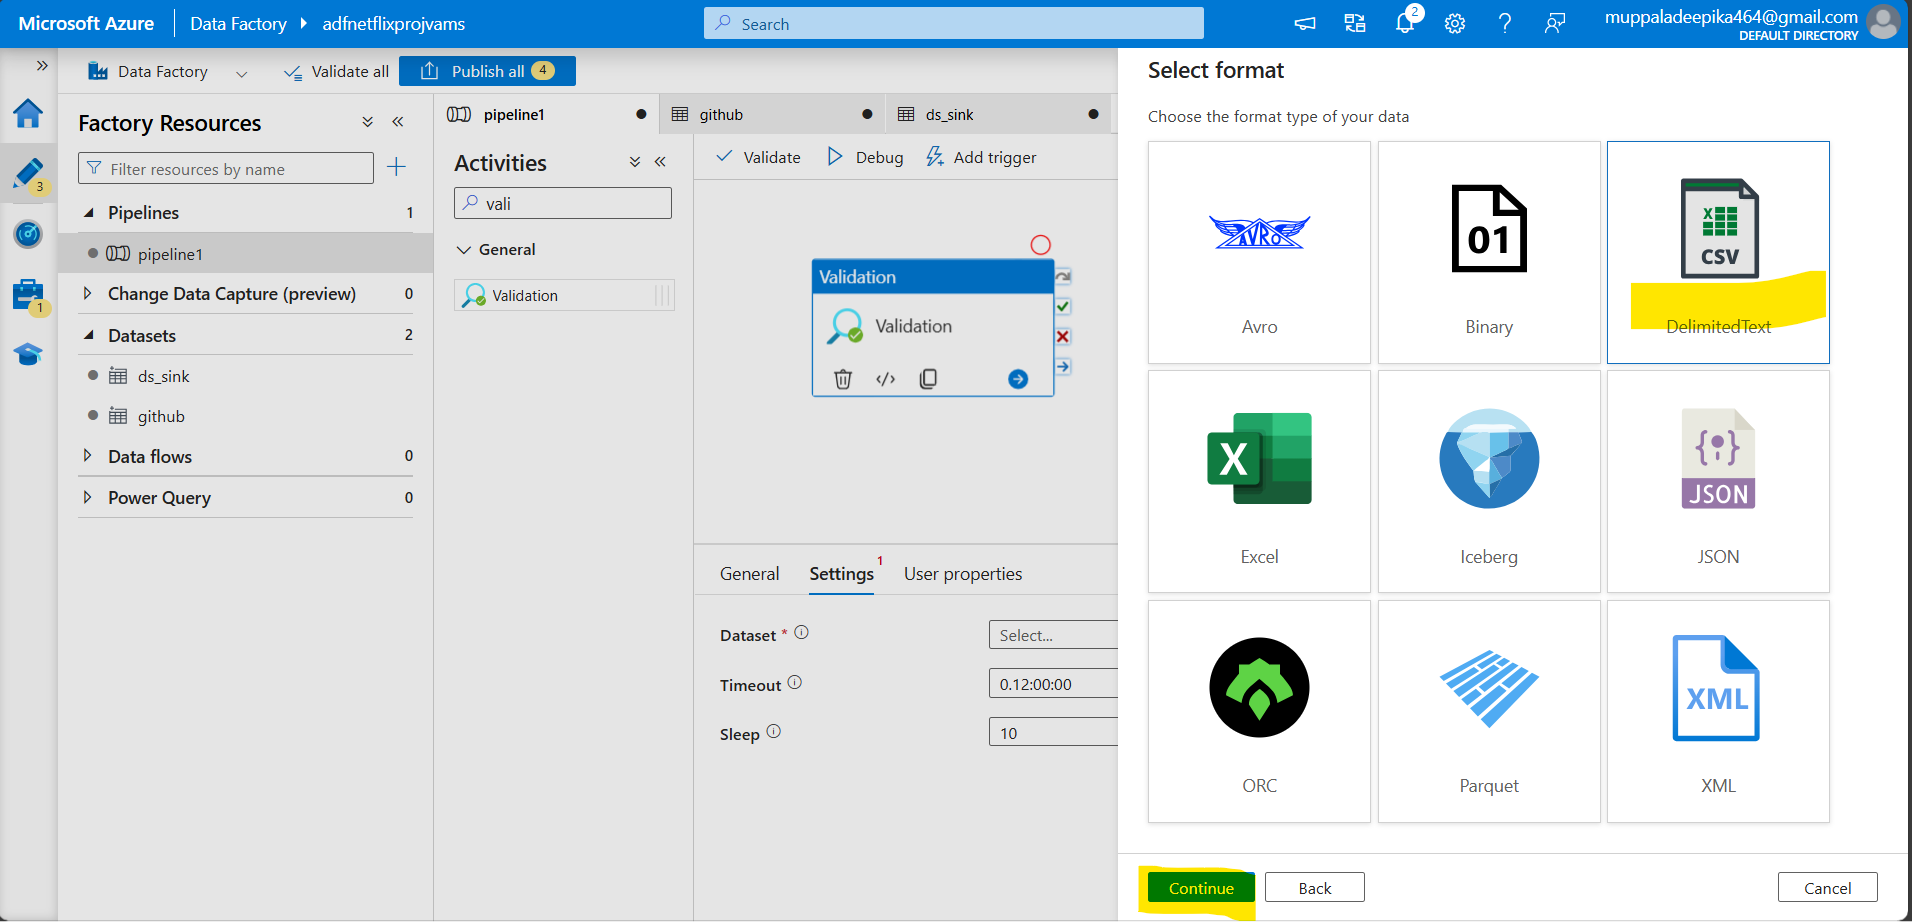 Microsoft Azure
Data Factory
adfnetflixprojvams
Search
2
muppaladeepika464@gmail.com
DEFAULT DIRECTORY
Data Factory
Validate all
Publish all
4
3
1
Factory Resources
Filter resources by name
Pipelines
1
pipeline1
Change Data Capture (preview)
0
Datasets
2
ds_sink
github
Data flows
0
Power Query
0
pipeline1
github
ds_sink
Activities
vali
General
Validation
Validate
Debug
Add trigger
Validation
Validation
General
Settings
1
User properties
Dataset *
Select...
Timeout
0.12:00:00
Sleep
10
Select format
Choose the format type of your data
AVRO
Avro
01
Binary
X
CSV
DelimitedText
X
Excel
Iceberg
JSON
JSON
ORC
Parquet
XML
XML
Continue
Back
Cancel